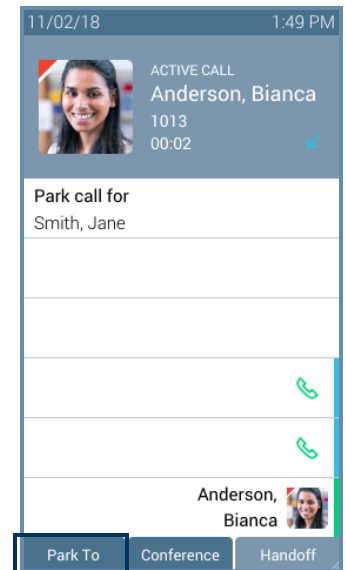 11/02/18 1:49 PM
ACTIVE CALL
Anderson, Bianca
1013
00:02
Park call for
Smith, Jane
Anderson,
Bianca
Park To Conference Handoff